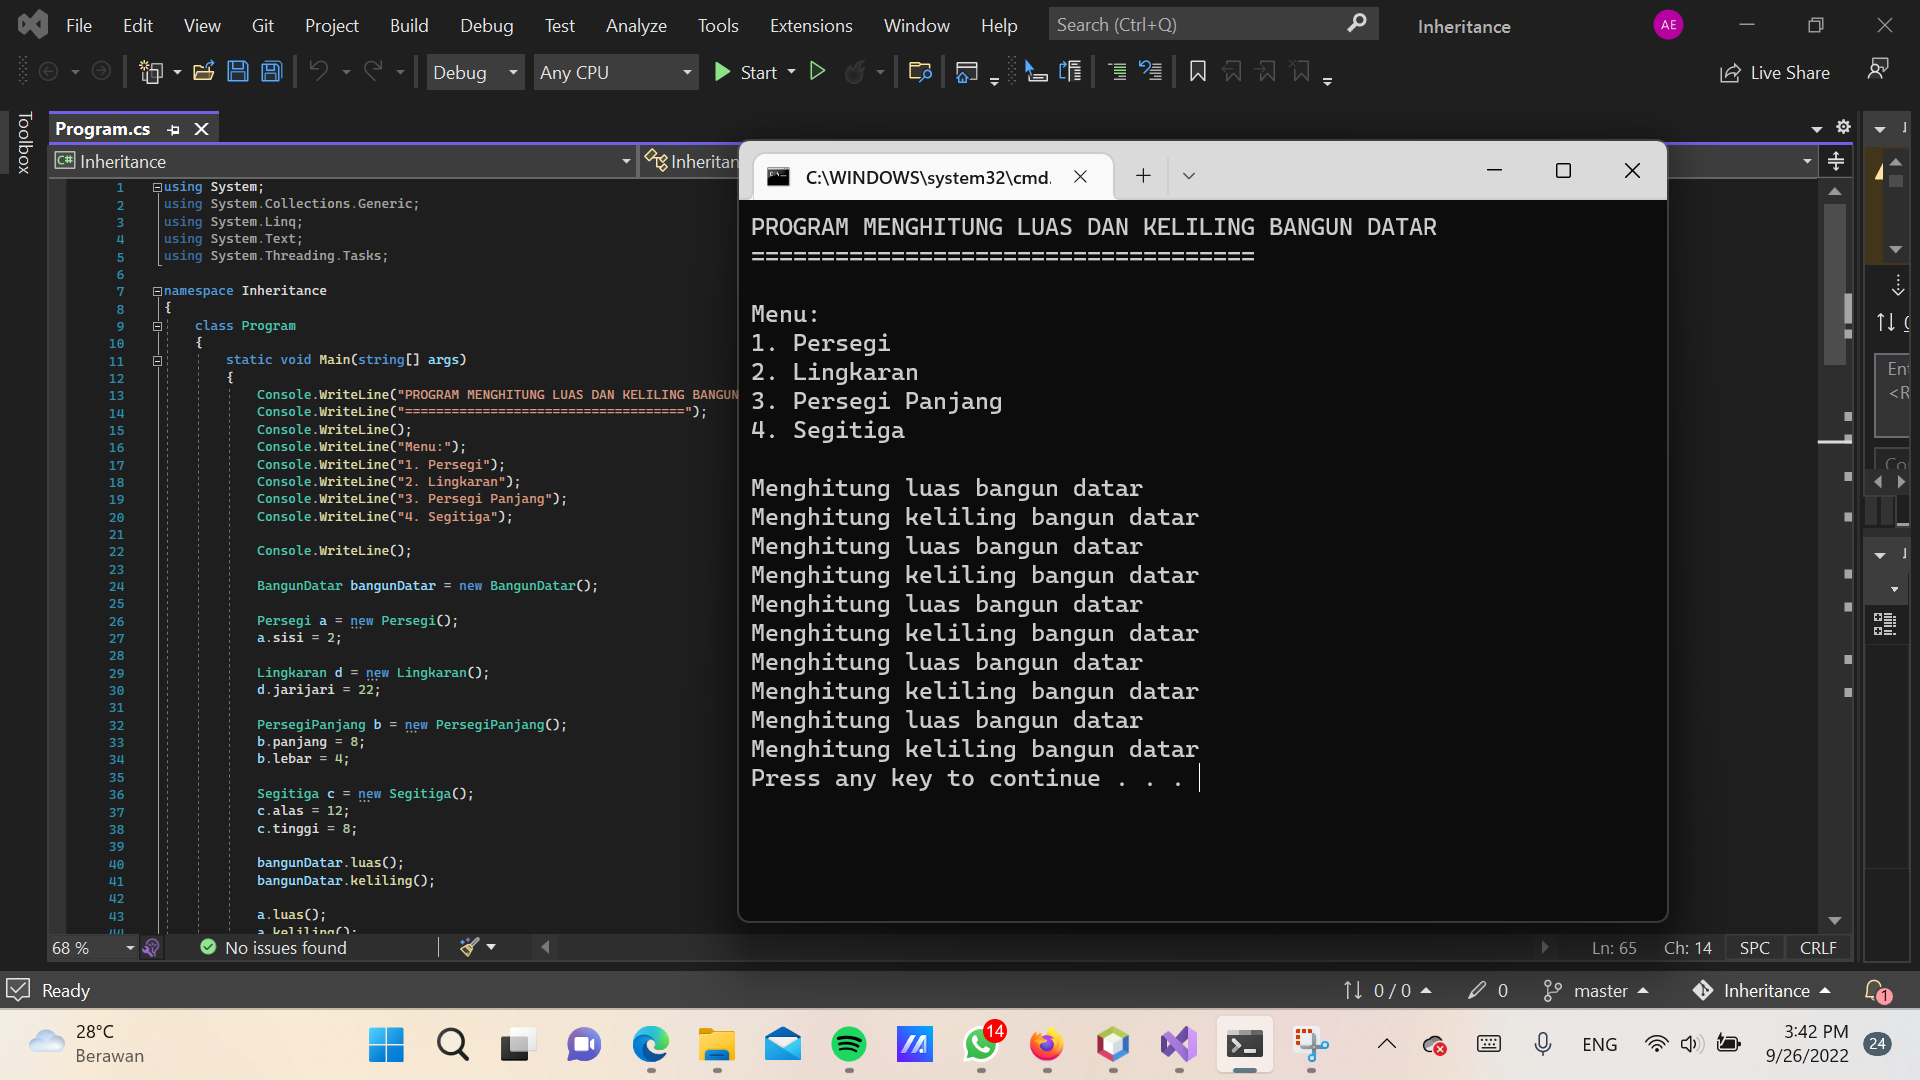 File Edit View Git Project Build Debug Test Analyze Tools Extensions Window Help Search (Ctrl+Q) Inheritance AE
Debug Any CPU Start Live Share
Toolbox
Program.cs
C# Inheritance
1 using System;
2 using System.Collections.Generic;
3 using System.Linq;
4 using System.Text;
5 using System.Threading.Tasks;
6
7 namespace Inheritance
8 {
9 class Program
10 {
11 static void Main(string[] args)
12 {
13 Console.WriteLine("PROGRAM MENGHITUNG LUAS DAN KELILING BANGUN
14 Console.WriteLine("====================================");
15 Console.WriteLine();
16 Console.WriteLine("Menu:");
17 Console.WriteLine("1. Persegi");
18 Console.WriteLine("2. Lingkaran");
19 Console.WriteLine("3. Persegi Panjang");
20 Console.WriteLine("4. Segitiga");
21
22 Console.WriteLine();
23
24 BangunDatar bangunDatar = new BangunDatar();
25
26 Persegi a = new Persegi();
27 a.sisi = 2;
28
29 Lingkaran d = new Lingkaran();
30 d.jarijari = 22;
31
32 PersegiPanjang b = new PersegiPanjang();
33 b.panjang = 8;
34 b.lebar = 4;
35
36 Segitiga c = new Segitiga();
37 c.alas = 12;
38 c.tinggi = 8;
39
40 bangunDatar.luas();
41 bangunDatar.keliling();
42
43 a.luas();
44 a.keliling();
C:\WINDOWS\system32\cmd.
PROGRAM MENGHITUNG LUAS DAN KELILING BANGUN DATAR
====================================
Menu:
1. Persegi
2. Lingkaran
3. Persegi Panjang
4. Segitiga
Menghitung luas bangun datar
Menghitung keliling bangun datar
Menghitung luas bangun datar
Menghitung keliling bangun datar
Menghitung luas bangun datar
Menghitung keliling bangun datar
Menghitung luas bangun datar
Menghitung keliling bangun datar
Menghitung luas bangun datar
Menghitung keliling bangun datar
Press any key to continue . . .
68 % No issues found Ln: 65 Ch: 14 SPC CRLF
Ready 0 / 0 0 master Inheritance 1
28°C
Berawan
14
ENG
3:42 PM
9/26/2022
24